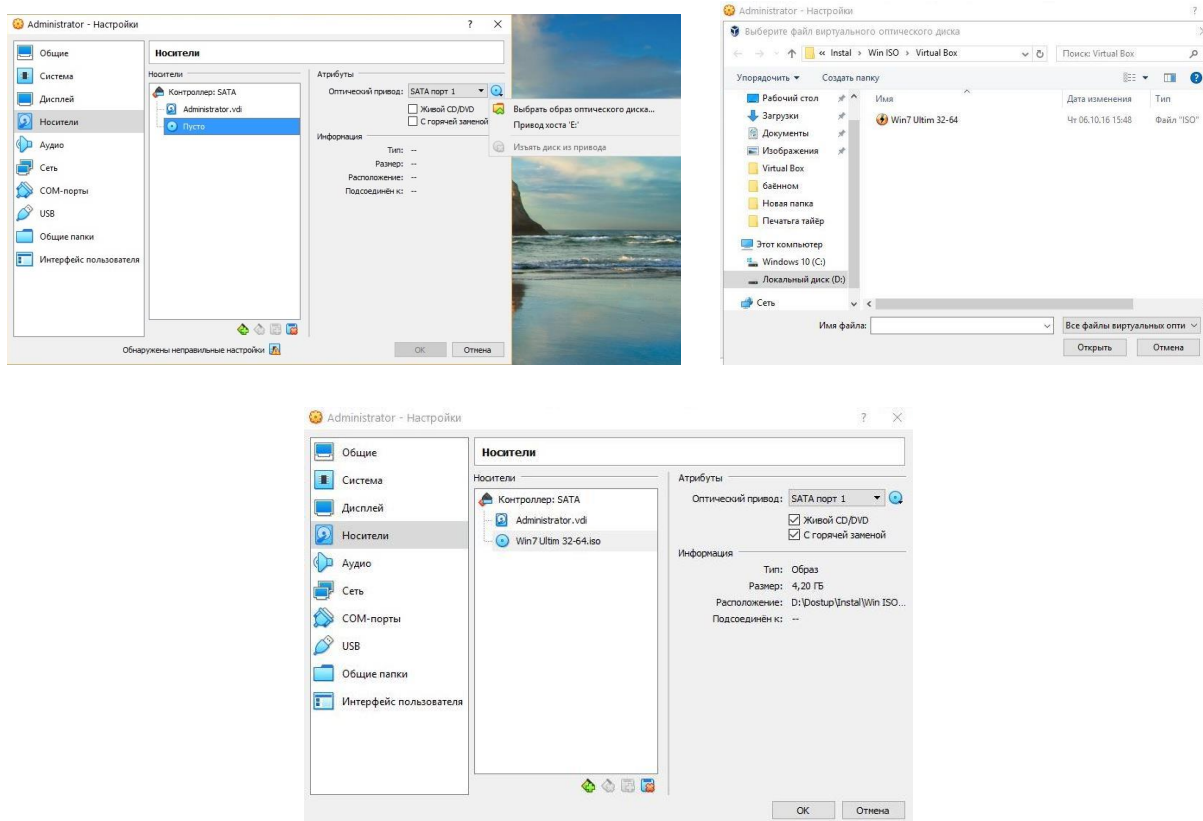 Administrator - Настройки
?
Общие
Система
Дисплей
Носители
Аудио
Сеть
COM-порты
USB
Общие папки
Интерфейс пользователя
Носители
Носители
Контроллер: SATA
Administrator.vdi
Пусто
Атрибуты
Оптический привод: SATA порт 1
Живой CD/DVD
С горячей заменой
Информация
Тип: --
Размер: --
Расположение: --
Подсоединён к: --
Выбрать образ оптического диска...
Привод хоста 'E:'
Изъять диск из привода
Обнаружены неправильные настройки
OK
Отмена
Administrator - Настройки
?
Выберите файл виртуального оптического диска
« Instal › Win ISO › Virtual Box
Поиск: Virtual Box
Упорядочить
Создать папку
?
Рабочий стол
Загрузки
Документы
Изображения
Virtual Box
баённом
Новая папка
Печатьга тайёр
Этот компьютер
Windows 10 (C:)
Локальный диск (D:)
Сеть
Имя
Дата изменения
Тип
Win7 Ultim 32-64
Чт 06.10.16 15:48
Файл "ISO"
Имя файла:
Все файлы виртуальных опти
Открыть
Отмена
Administrator - Настройки
?
Общие
Система
Дисплей
Носители
Аудио
Сеть
COM-порты
USB
Общие папки
Интерфейс пользователя
Носители
Носители
Контроллер: SATA
Administrator.vdi
Win7 Ultim 32-64.iso
Атрибуты
Оптический привод: SATA порт 1
Живой CD/DVD
С горячей заменой
Информация
Тип: Образ
Размер: 4,20 ГБ
Расположение: D:\Dostup\Instal\Win ISO...
Подсоединён к: --
OK
Отмена